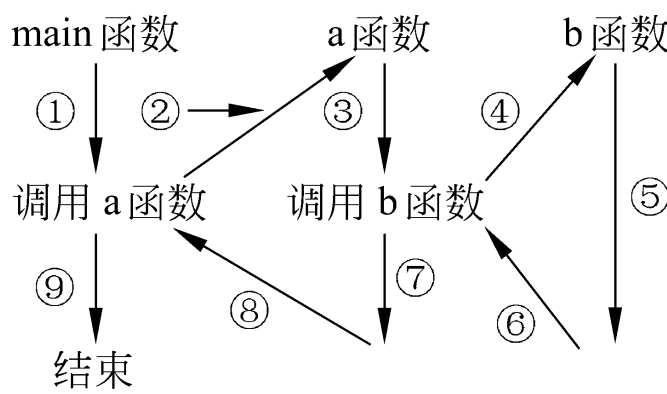 main函数 a函数 b函数
① ② ③ ④
调用 a函数 调用 b函数 ⑤
⑨ ⑧ ⑦ ⑥
结束